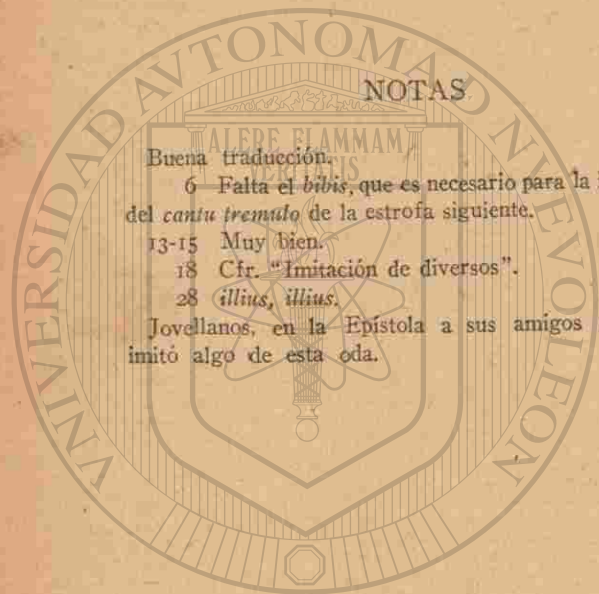 NOTAS
Buena traducción.
6 Falta el bibis, que es necesario para la
del cantu tremulo de la estrofa siguiente.
13-15 Muy bien.
18 Cfr. "Imitación de diversos".
28 illius, illius.
Jovellanos, en la Epístola a sus amigos
imitó algo de esta oda.
UNIVERSIDAD AVTONOMA DE NUEVO LEON
ALERE FLAMMAM
VERITATIS